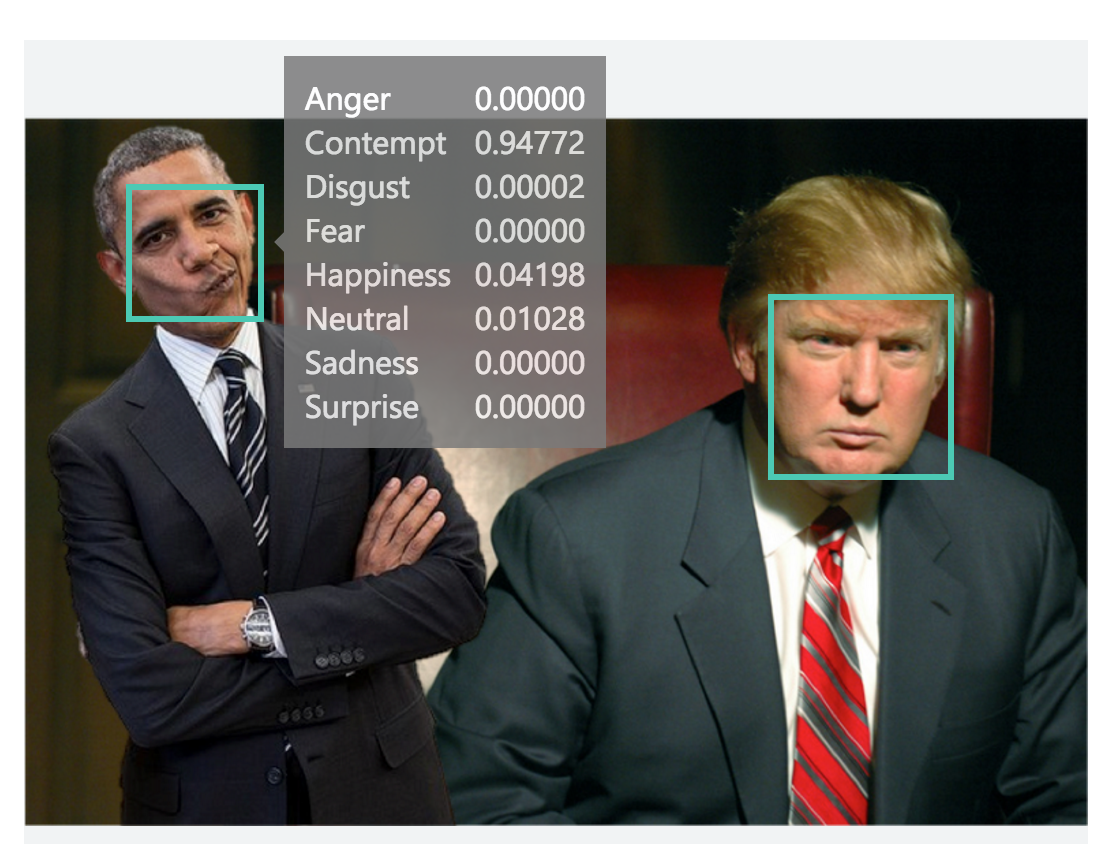 Anger 0.00000
Contempt 0.94772
Disgust 0.00002
Fear 0.00000
Happiness 0.04198
Neutral 0.01028
Sadness 0.00000
Surprise 0.00000